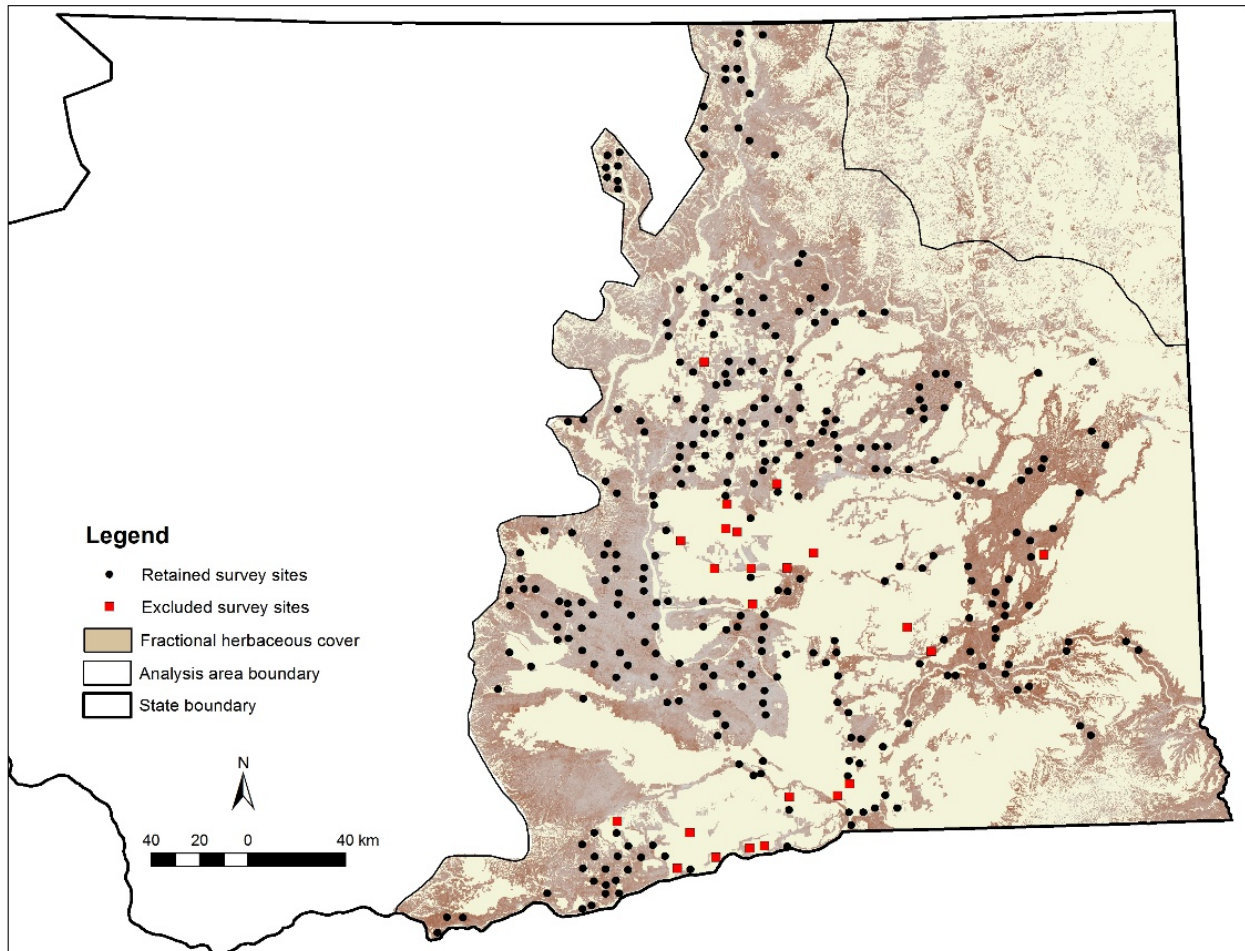 Legend
Retained survey sites
Excluded survey sites
Fractional herbaceous cover
Analysis area boundary
State boundary
N
40 20 0 40 km